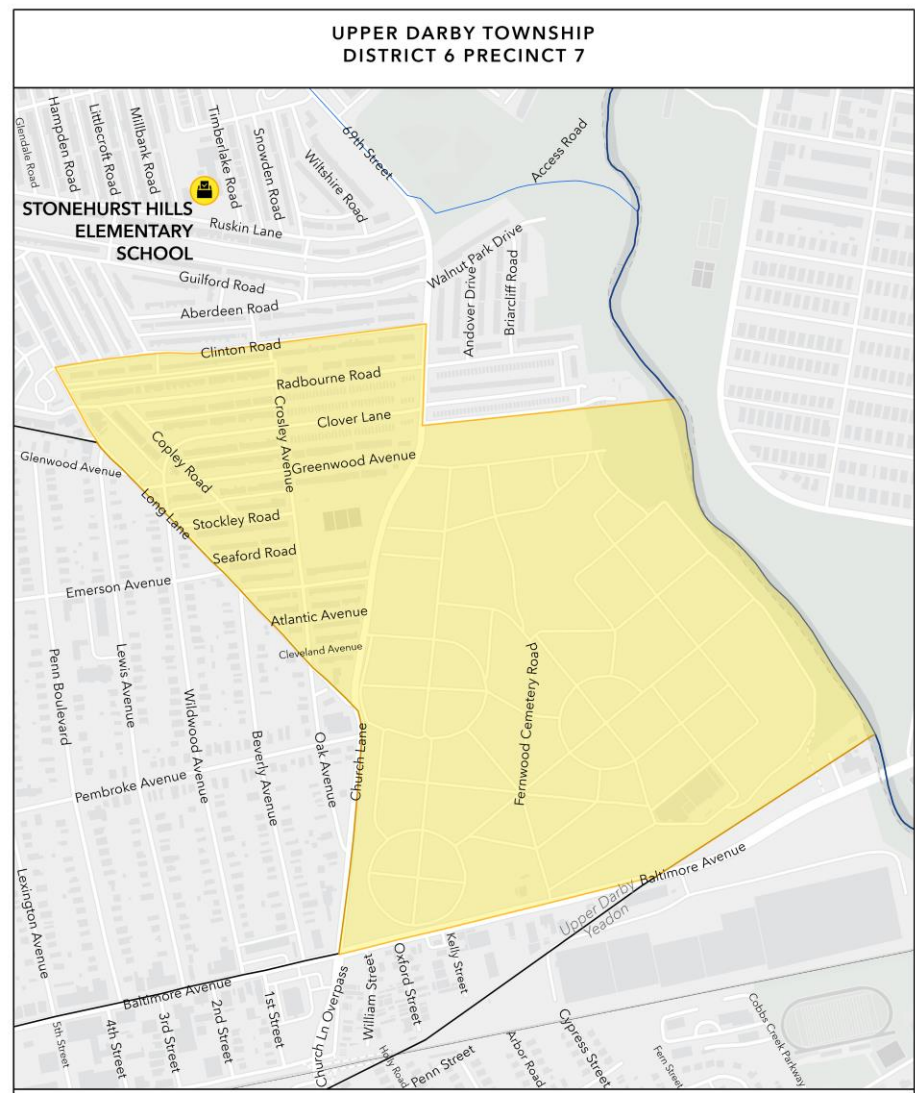 UPPER DARBY TOWNSHIP
DISTRICT 6 PRECINCT 7
Glendale Road
Hampden Road
Littlecroft Road
Millbank Road
Timberlake Road
Snowden Road
Wiltshire Road
69th Street
Access Road
STONEHURST HILLS
ELEMENTARY
SCHOOL
Ruskin Lane
Guilford Road
Aberdeen Road
Walnut Park Drive
Andover Drive
Briarcliff Road
Clinton Road
Radbourne Road
Clover Lane
Crosley Avenue
Copley Road
Greenwood Avenue
Glenwood Avenue
Long Lane
Stockley Road
Seaford Road
Emerson Avenue
Atlantic Avenue
Cleveland Avenue
Penn Boulevard
Lewis Avenue
Wildwood Avenue
Beverly Avenue
Oak Avenue
Church Lane
Fernwood Cemetery Road
Pembroke Avenue
Lexington Avenue
Baltimore Avenue
Upper Darby
Yeadon
Baltimore Avenue
5th Street
4th Street
3rd Street
2nd Street
1st Street
Church Ln Overpass
William Street
Oxford Street
Kelly Street
Holly Road
Penn Street
Arbor Road
Cypress Street
Fern Street
Cobbs Creek Parkway